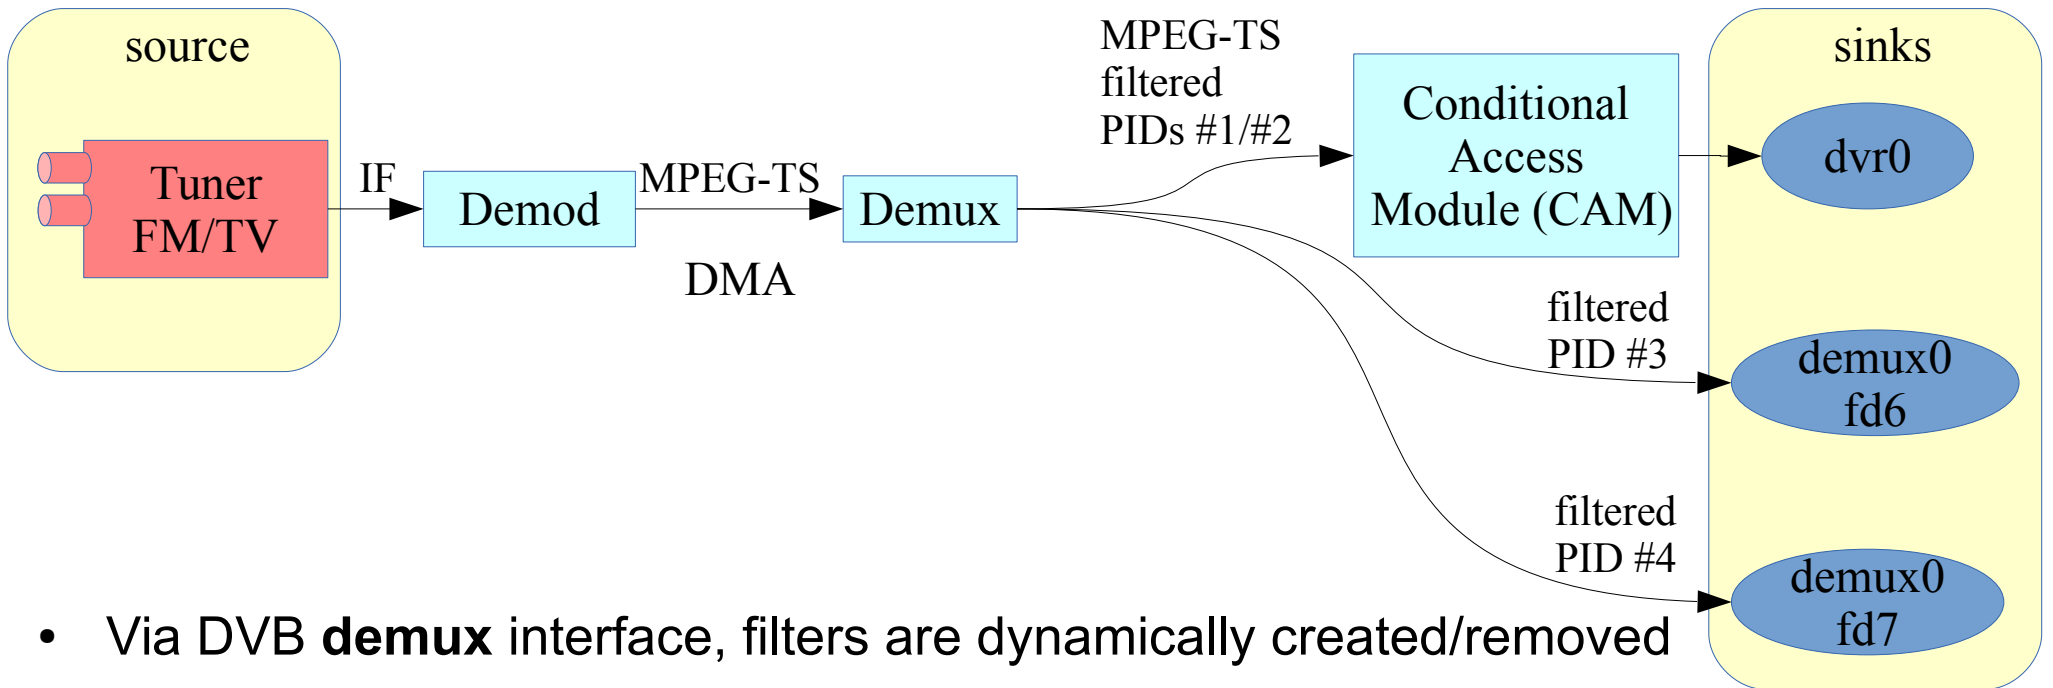 source
Tuner
FM/TV
IF
Demod
MPEG-TS
DMA
Demux
MPEG-TS
filtered
PIDs #1/#2
Conditional
Access
Module (CAM)
sinks
dvr0
filtered
PID #3
demux0
fd6
filtered
PID #4
demux0
fd7
• Via DVB demux interface, filters are dynamically created/removed